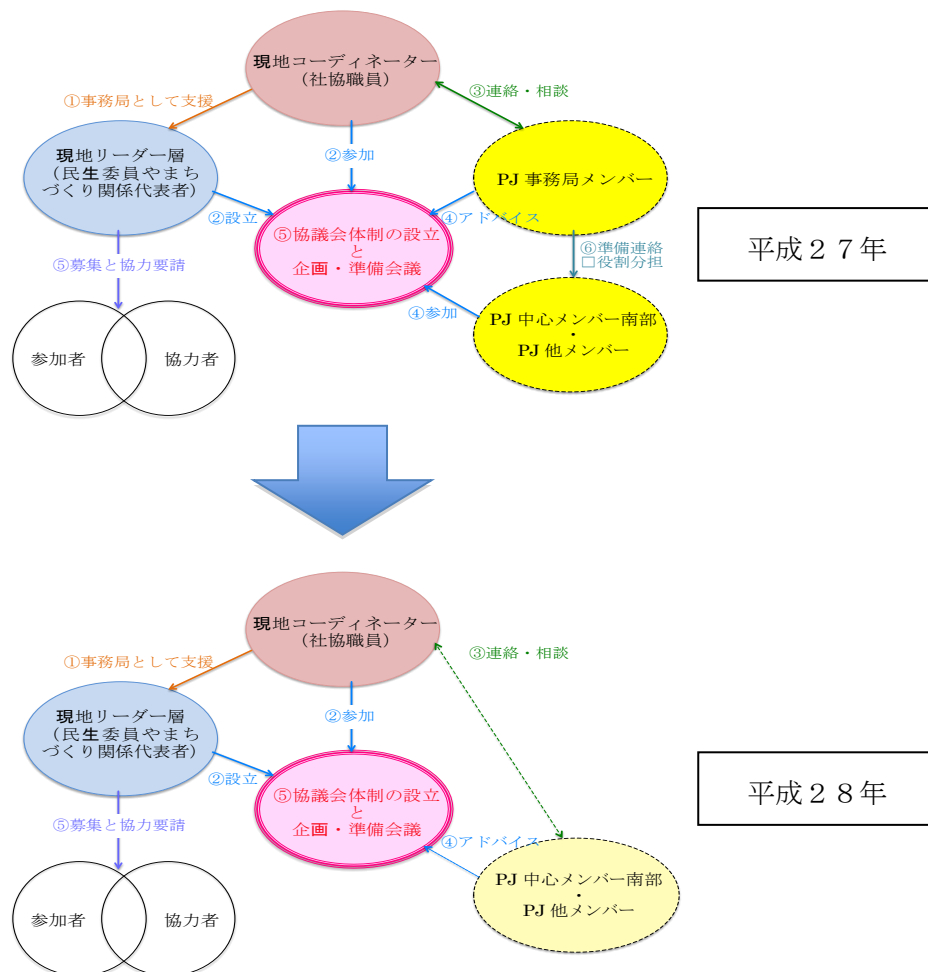 現地コーディネーター
（社協職員）
③連絡・相談
①事務局として支援
現地リーダー層
（民生委員やまち
づくり関係代表者）
②参加
PJ 事務局メンバー
②設立
④アドバイス
⑤協議会体制の設立
と
企画・準備会議
平成２７年
⑥準備連絡
□役割分担
⑤募集と協力要請
④参加
PJ 中心メンバー南部
・
PJ 他メンバー
参加者
協力者
現地コーディネーター
（社協職員）
③連絡・相談
①事務局として支援
現地リーダー層
（民生委員やまち
づくり関係代表者）
②参加
②設立
⑤協議会体制の設立
と
企画・準備会議
平成２８年
⑤募集と協力要請
④アドバイス
PJ 中心メンバー南部
・
PJ 他メンバー
参加者
協力者